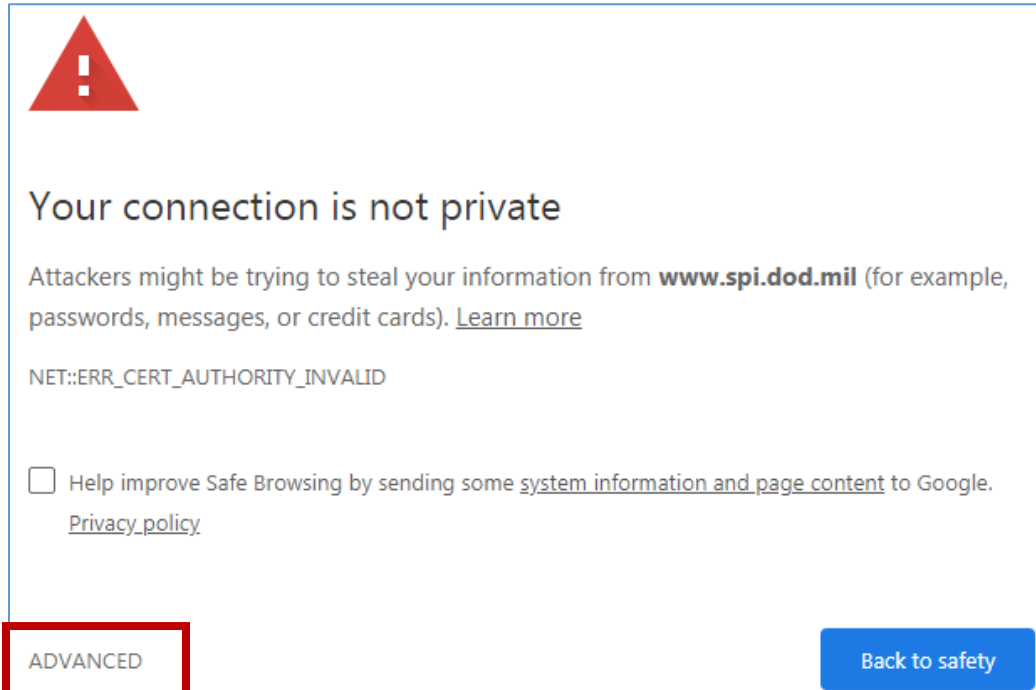 Your connection is not private
Attackers might be trying to steal your information from www.spi.dod.mil (for example,
passwords, messages, or credit cards). Learn more
NET::ERR_CERT_AUTHORITY_INVALID
Help improve Safe Browsing by sending some system information and page content to Google.
Privacy policy
ADVANCED
Back to safety